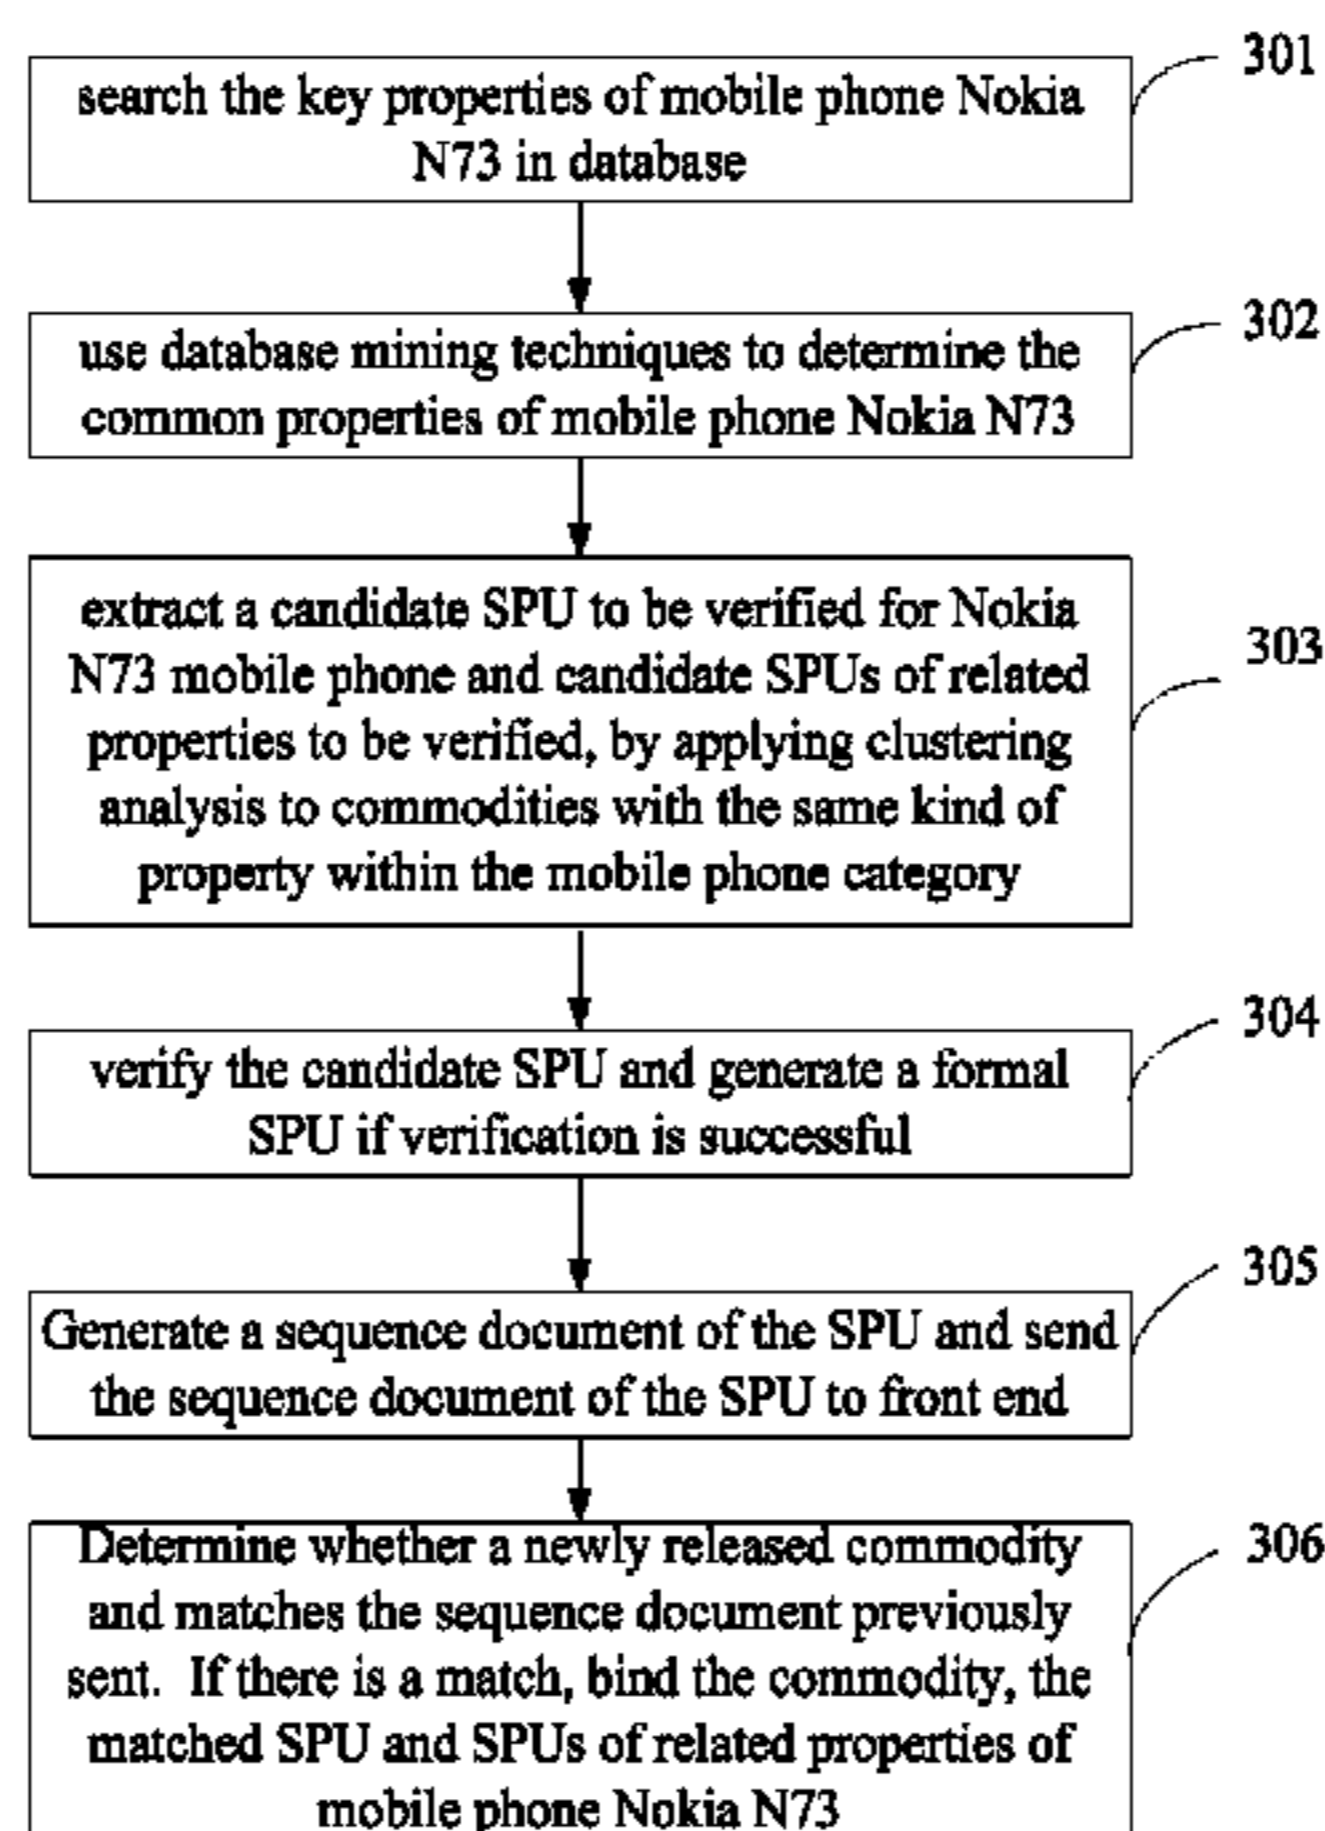 301
search the key properties of mobile phone Nokia
N73 in database
302
use database mining techniques to determine the
common properties of mobile phone Nokia N73
303
extract a candidate SPU to be verified for Nokia
N73 mobile phone and candidate SPUs of related
properties to be verified, by applying clustering
analysis to commodities with the same kind of
property within the mobile phone category
304
verify the candidate SPU and generate a formal
SPU if verification is successful
305
Generate a sequence document of the SPU and send
the sequence document of the SPU to front end
306
Determine whether a newly released commodity
and matches the sequence document previously
sent. If there is a match, bind the commodity, the
matched SPU and SPUs of related properties of
mobile phone Nokia N73